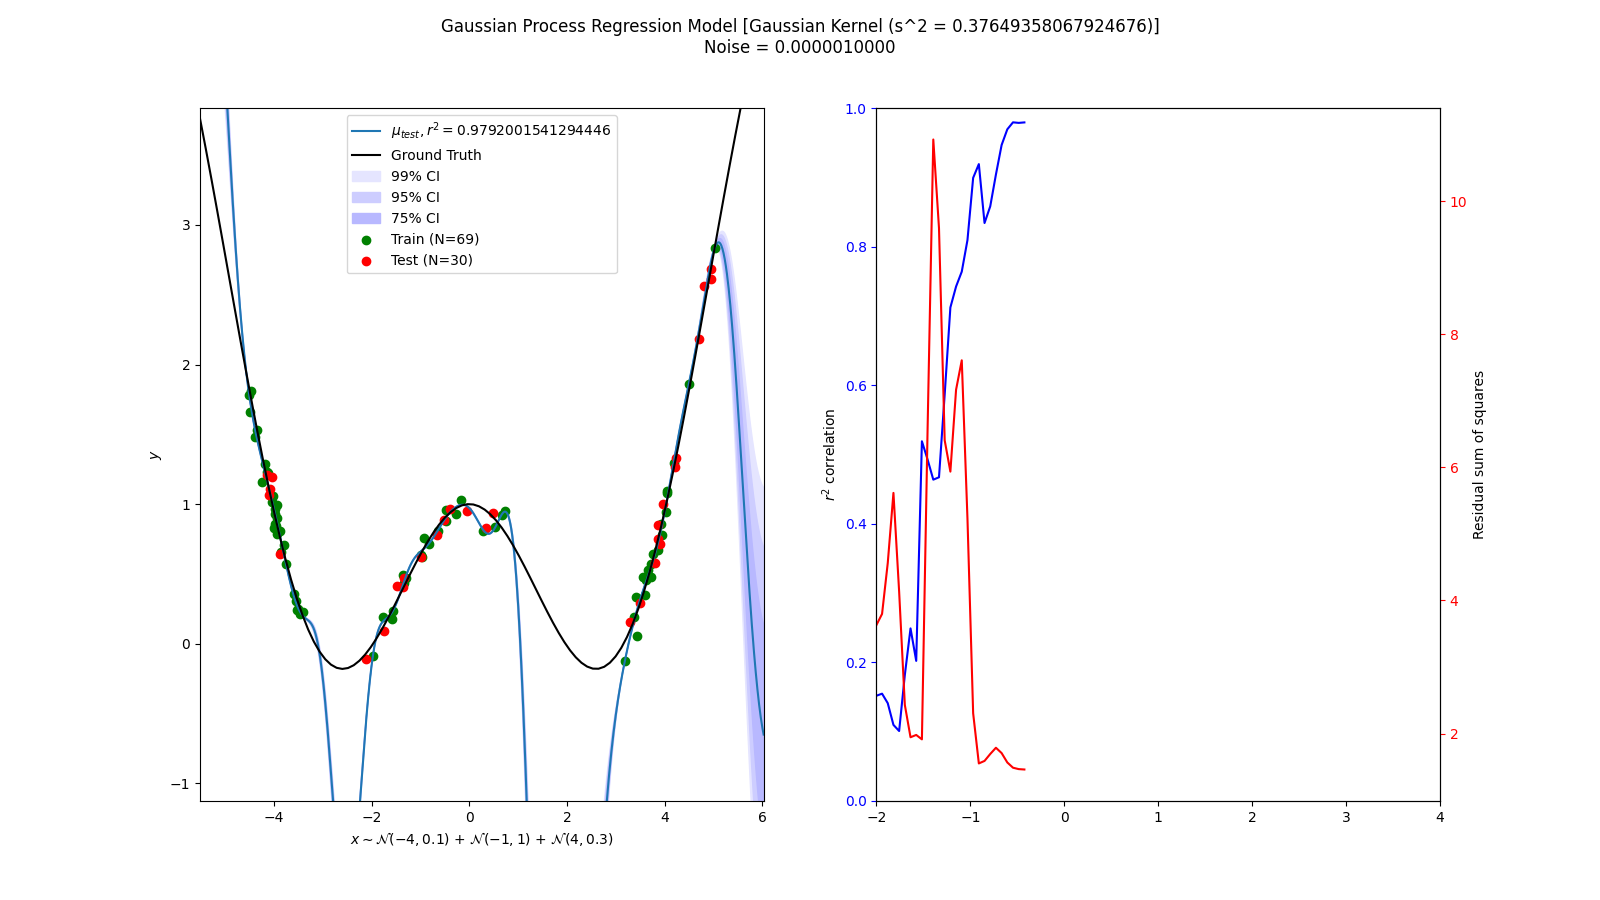 Gaussian Process Regression Model [Gaussian Kernel (s^2 = 0.37649358067924676)]
Noise = 0.0000010000
μ_test, r² = 0.9792001541294446
Ground Truth
99% CI
95% CI
75% CI
Train (N=69)
Test (N=30)
3
2
1
0
−1
y
−4
−2
0
2
4
6
x ~ 𝒩(−4, 0.1) + 𝒩(−1, 1) + 𝒩(4, 0.3)
1.0
0.8
0.6
0.4
0.2
0.0
r² correlation
−2
−1
0
1
2
3
4
10
8
6
4
2
Residual sum of squares